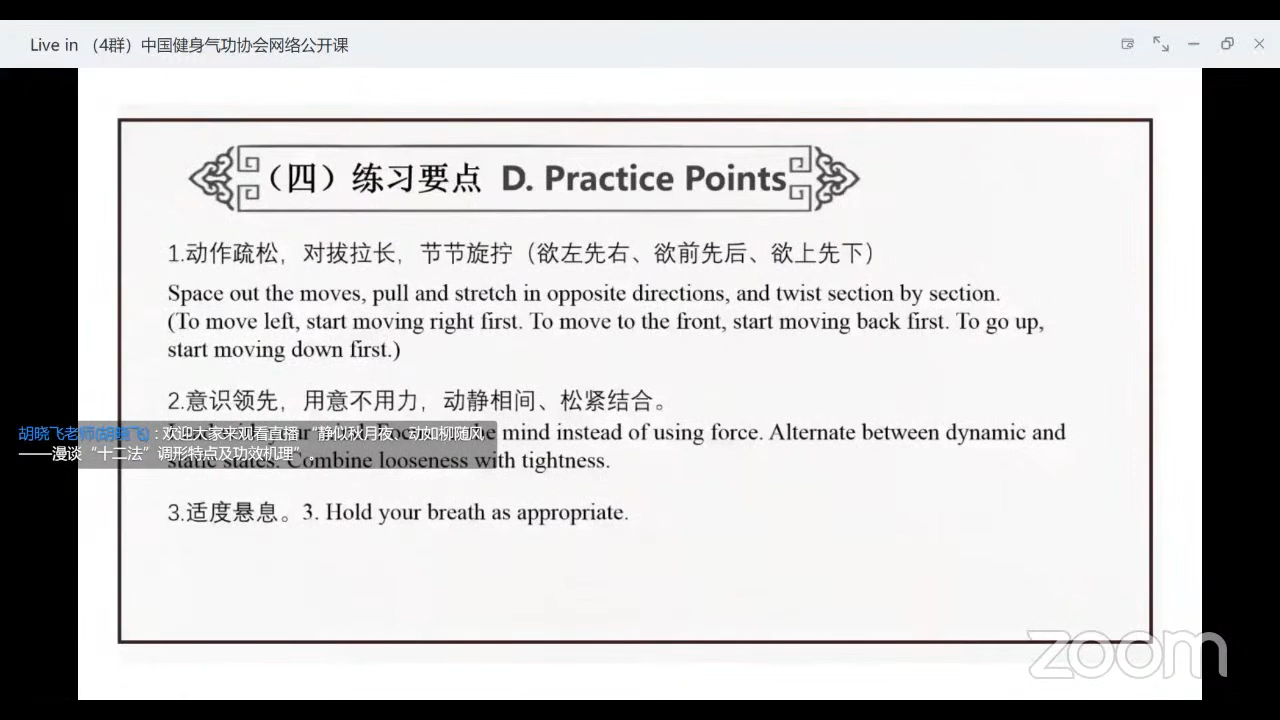 Live in （4群）中国健身气功协会网络公开课
（四）练习要点 D. Practice Points
1.动作疏松，对拔拉长，节节旋拧（欲左先右、欲前先后、欲上先下）
Space out the moves, pull and stretch in opposite directions, and twist section by section.
(To move left, start moving right first. To move to the front, start moving back first. To go up,
start moving down first.)
2.意识领先，用意不用力，动静相间、松紧结合。
mind instead of using force. Alternate between dynamic and
static states. Combine looseness with tightness.
胡晓飞老师(胡晓飞)：欢迎大家来观看直播 “静似秋月夜、动如柳随风
——漫谈“十二法”调形特点及功效机理”。
3.适度悬息。3. Hold your breath as appropriate.
zoom